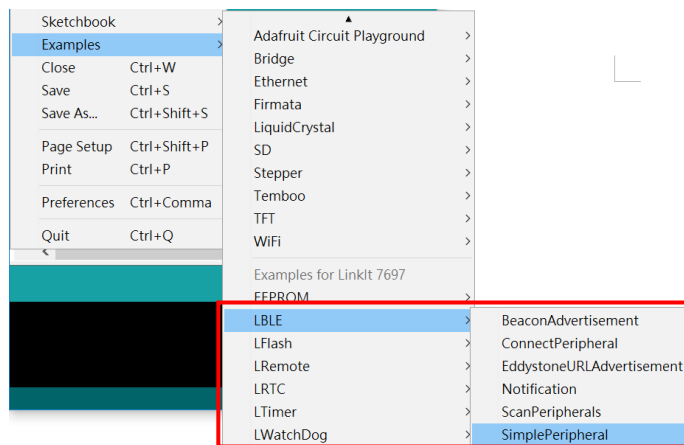 Sketchbook
Examples
Close Ctrl+W
Save Ctrl+S
Save As... Ctrl+Shift+S
Page Setup Ctrl+Shift+P
Print Ctrl+P
Preferences Ctrl+Comma
Quit Ctrl+Q
Adafruit Circuit Playground
Bridge
Ethernet
Firmata
LiquidCrystal
SD
Stepper
Temboo
TFT
WiFi
Examples for LinkIt 7697
EEPROM
LBLE
LFlash
LRemote
LRTC
LTimer
LWatchDog
BeaconAdvertisement
ConnectPeripheral
EddystoneURLAdvertisement
Notification
ScanPeripherals
SimplePeripheral